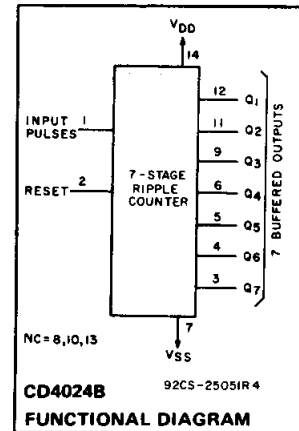 VDD
14
INPUT PULSES 1
RESET 2
7-STAGE
RIPPLE
COUNTER
12 Q1
11 Q2
9 Q3
6 Q4
5 Q5
4 Q6
3 Q7
7 BUFFERED OUTPUTS
7
VSS
NC=8,10,13
CD4024B
92CS-25051R4
FUNCTIONAL DIAGRAM